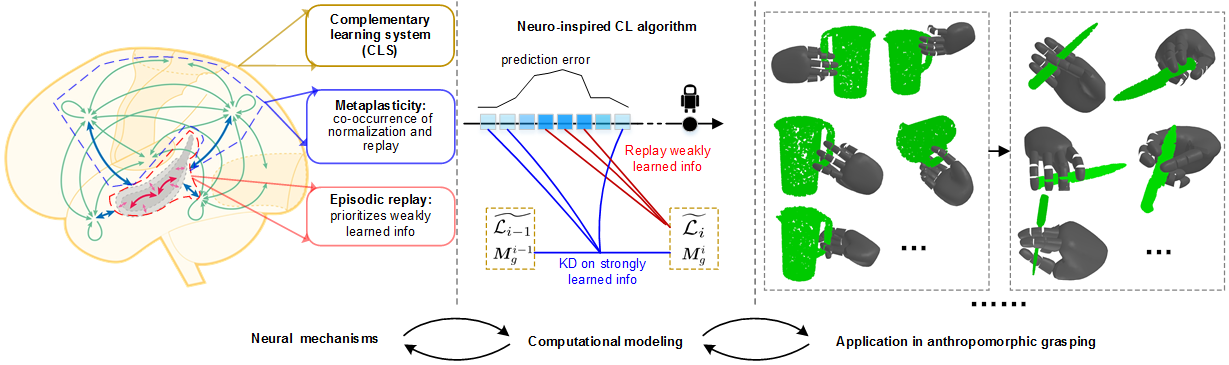 Complementary
learning system
(CLS)
Metaplasticity:
co-occurrence of
normalization and
replay
Episodic replay:
prioritizes weakly
learned info
Neuro-inspired CL algorithm
prediction error
Replay weakly
learned info
$\widetilde{\mathcal{L}_{i-1}}$
$M_g^{i-1}$
$\widetilde{\mathcal{L}_i}$
$M_g^i$
KD on strongly
learned info
...
...
......
Neural mechanisms
Computational modeling
Application in anthropomorphic grasping